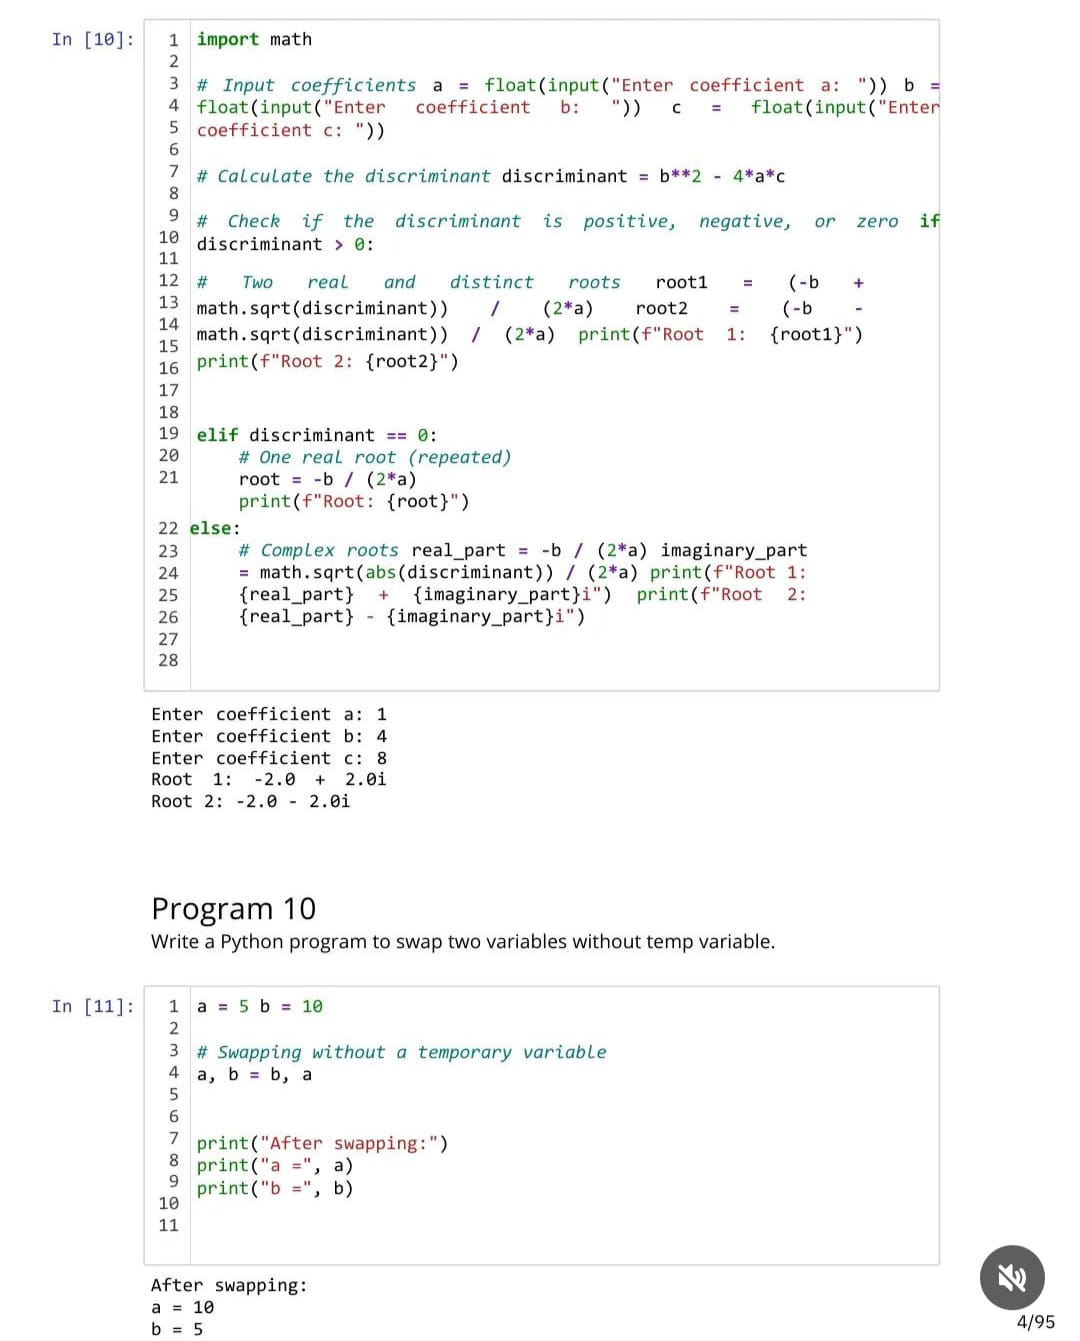 In [10]:
1 import math
2
3 # Input coefficients a = float(input("Enter coefficient a: ")) b =
4 float(input("Enter coefficient b: ")) c = float(input("Enter
5 coefficient c: "))
6
7 # Calculate the discriminant discriminant = b**2 - 4*a*c
8
9 # Check if the discriminant is positive, negative, or zero if
10 discriminant > 0:
11
12 # Two real and distinct roots root1 = (-b +
13 math.sqrt(discriminant)) / (2*a) root2 = (-b -
14
15 math.sqrt(discriminant)) / (2*a) print(f"Root 1: {root1}")
16 print(f"Root 2: {root2}")
17
18
19 elif discriminant == 0:
20 # One real root (repeated)
21 root = -b / (2*a)
print(f"Root: {root}")
22 else:
23 # Complex roots real_part = -b / (2*a) imaginary_part
24 = math.sqrt(abs(discriminant)) / (2*a) print(f"Root 1:
25 {real_part} + {imaginary_part}i") print(f"Root 2:
26 {real_part} - {imaginary_part}i")
27
28
Enter coefficient a: 1
Enter coefficient b: 4
Enter coefficient c: 8
Root 1: -2.0 + 2.0i
Root 2: -2.0 - 2.0i
Program 10
Write a Python program to swap two variables without temp variable.
In [11]:
1 a = 5 b = 10
2
3 # Swapping without a temporary variable
4 a, b = b, a
5
6
7 print("After swapping:")
8 print("a =", a)
9 print("b =", b)
10
11
After swapping:
a = 10
b = 5
4/95